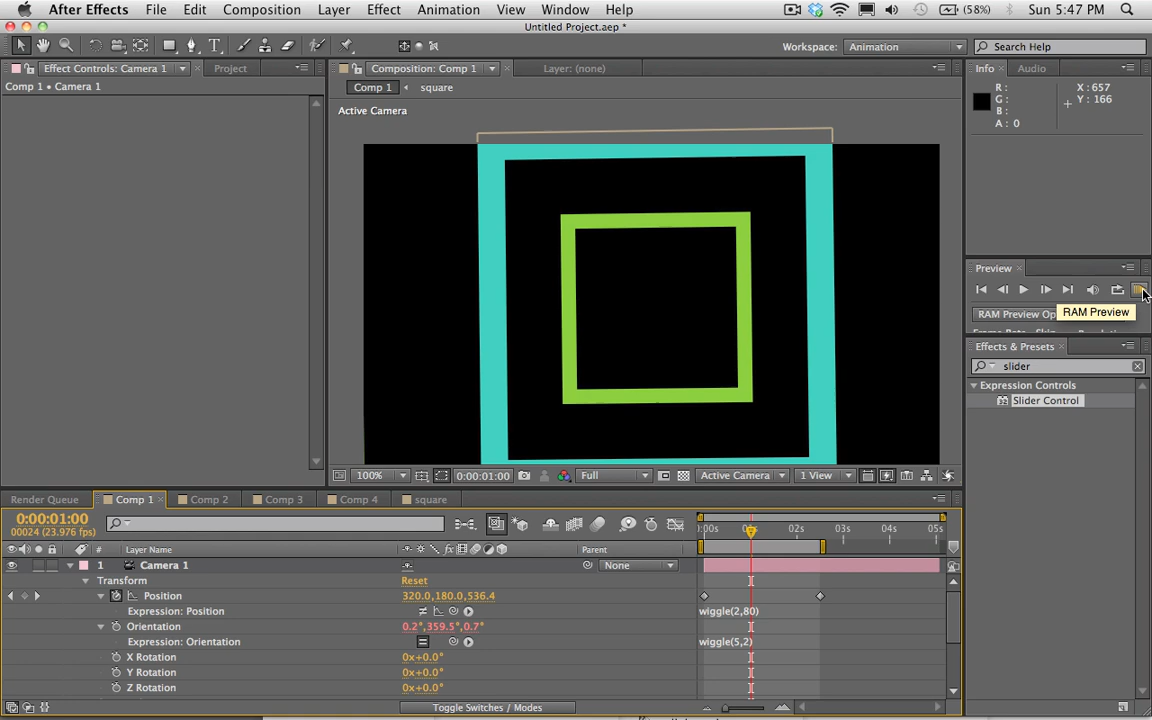 After Effects File Edit Composition Layer Effect Animation View Window Help (58%) Sun 5:47 PM
Untitled Project.aep *
Workspace: Animation Search Help
Effect Controls: Camera 1 Project Composition: Comp 1 Layer: (none) Info Audio
Comp 1 • Camera 1 Comp 1 square
R : X : 657
G : Y : 166
B :
A : 0
Active Camera
Preview
RAM Preview Op
RAM Preview
Effects & Presets
slider
Expression Controls
Slider Control
100% 0:00:01:00 Full Active Camera 1 View
Render Queue Comp 1 Comp 2 Comp 3 Comp 4 square
0:00:01:00
00024 (23.976 fps)
:00s 02s 03s 04s 05s
# Layer Name Parent
1 Camera 1 None
Transform Reset
Position 320.0,180.0,536.4
Expression: Position wiggle(2,80)
Orientation 0.2°,359.5°,0.7°
Expression: Orientation wiggle(5,2)
X Rotation 0x+0.0°
Y Rotation 0x+0.0°
Z Rotation 0x+0.0°
Toggle Switches / Modes